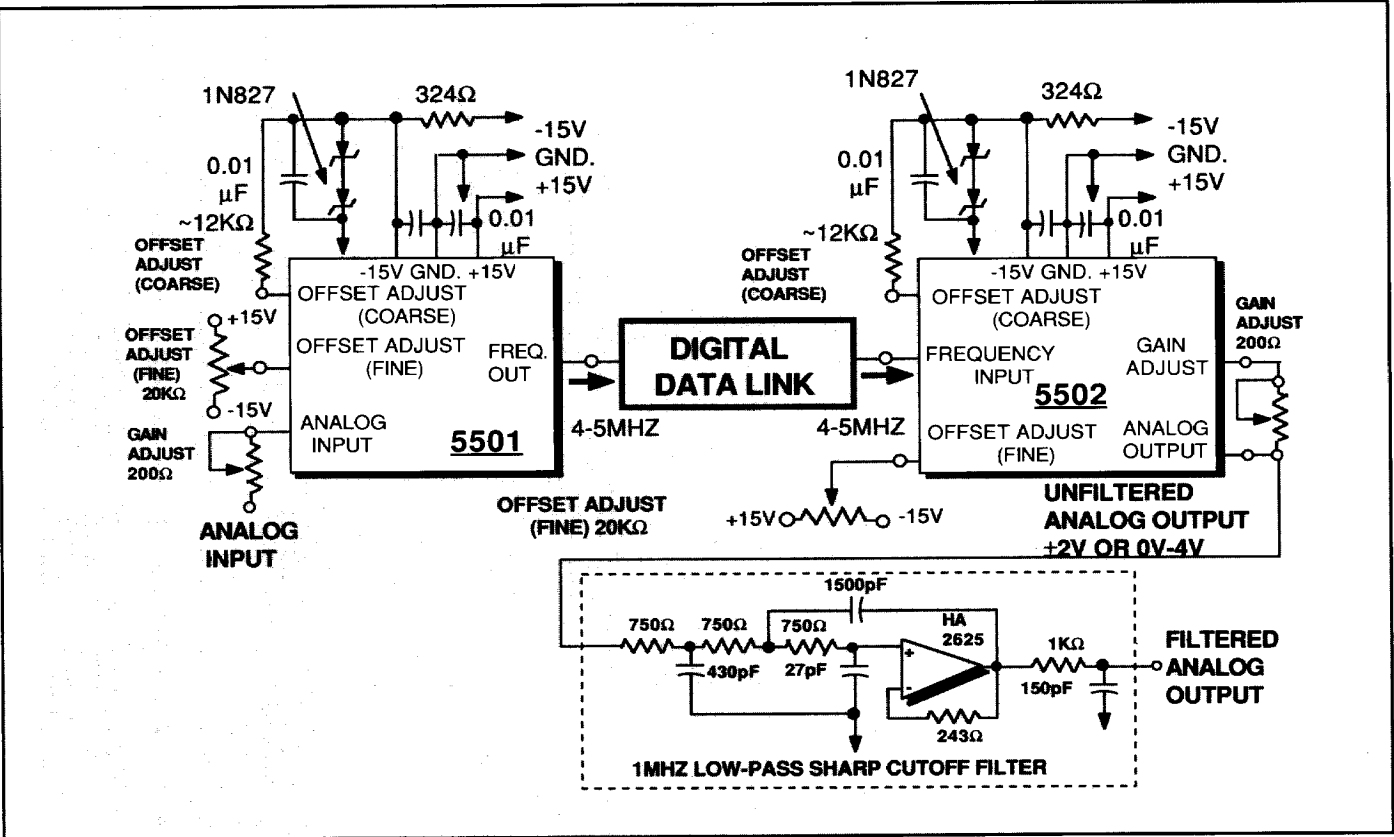 1N827
324Ω
-15V
GND.
+15V
0.01
μF
~12KΩ
0.01
μF
OFFSET
ADJUST
(COARSE)
-15V GND. +15V
OFFSET ADJUST
(COARSE)
+15V
OFFSET
ADJUST
(FINE)
20KΩ
-15V
OFFSET ADJUST
(FINE)
FREQ.
OUT
ANALOG
INPUT
5501
GAIN
ADJUST
200Ω
ANALOG
INPUT
4-5MHZ
DIGITAL
DATA LINK
4-5MHZ
1N827
324Ω
-15V
GND.
+15V
0.01
μF
~12KΩ
0.01
μF
OFFSET
ADJUST
(COARSE)
-15V GND. +15V
OFFSET ADJUST
(COARSE)
FREQUENCY
INPUT
GAIN
ADJUST
5502
OFFSET ADJUST
(FINE)
ANALOG
OUTPUT
GAIN
ADJUST
200Ω
OFFSET ADJUST
(FINE) 20KΩ
+15V
-15V
UNFILTERED
ANALOG OUTPUT
±2V OR 0V-4V
1500pF
750Ω
750Ω
750Ω
HA
2625
430pF
27pF
1KΩ
150pF
243Ω
FILTERED
ANALOG
OUTPUT
1MHZ LOW-PASS SHARP CUTOFF FILTER